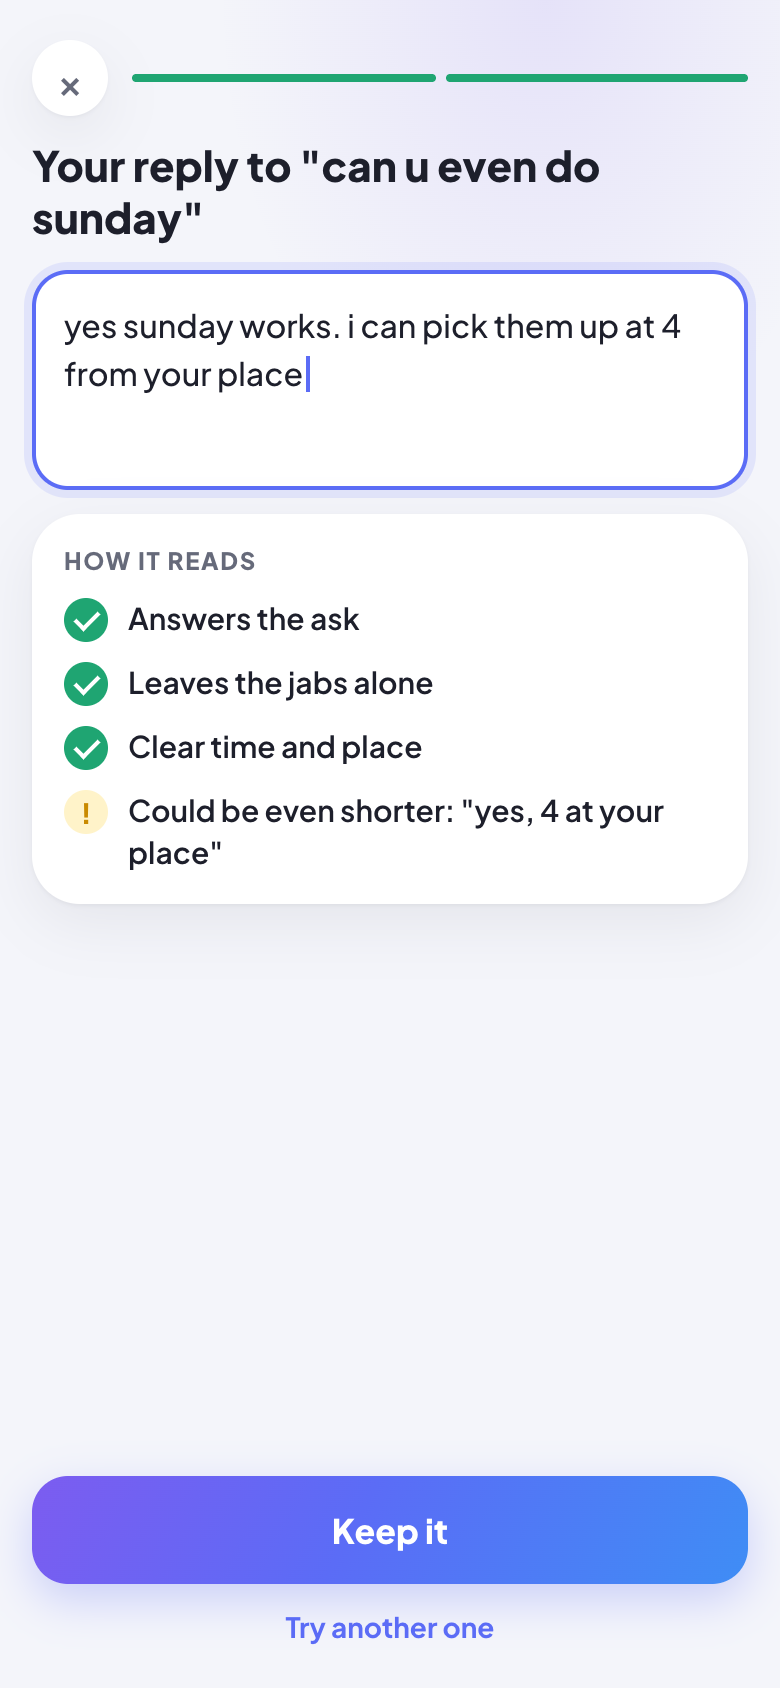 ×
Your reply to "can u even do
sunday"
yes sunday works. i can pick them up at 4
from your place
HOW IT READS
Answers the ask
Leaves the jabs alone
Clear time and place
! Could be even shorter: "yes, 4 at your
place"
Keep it
Try another one